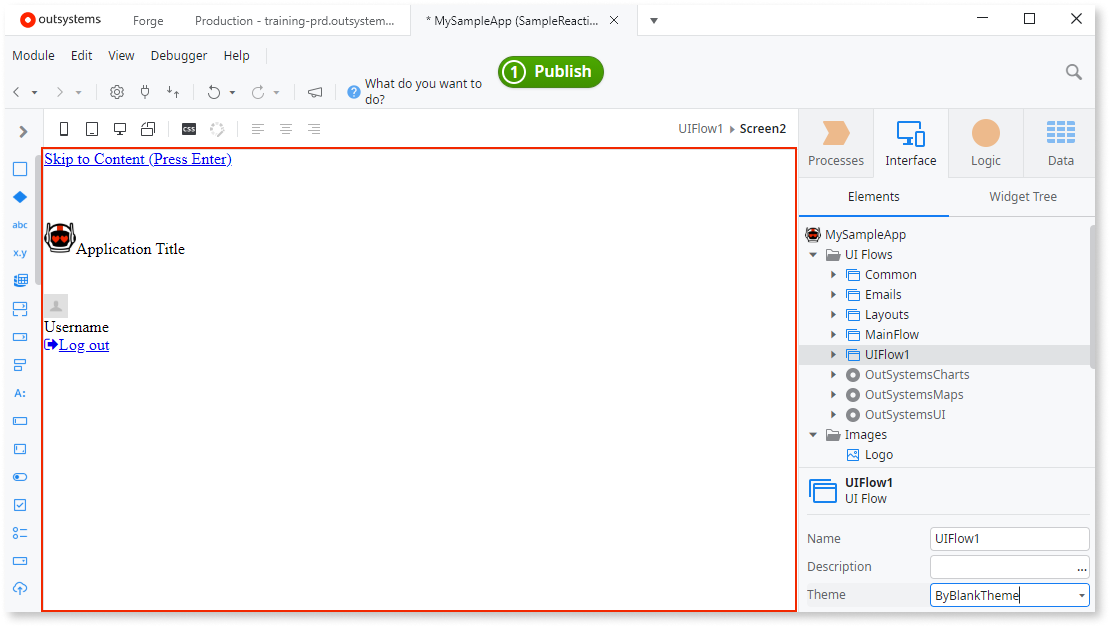 outsystems
Forge
Production - training-prd.outsystem...
* MySampleApp (SampleReacti...
Module
Edit
View
Debugger
Help
1 Publish
What do you want to
do?
css
UIFlow1
Screen2
Processes
Interface
Logic
Data
Elements
Widget Tree
abc
x.y
A:
Skip to Content (Press Enter)
Application Title
Username
Log out
MySampleApp
UI Flows
Common
Emails
Layouts
MainFlow
UIFlow1
OutSystemsCharts
OutSystemsMaps
OutSystemsUI
Images
Logo
UIFlow1
UI Flow
Name
UIFlow1
Description
...
Theme
ByBlankTheme